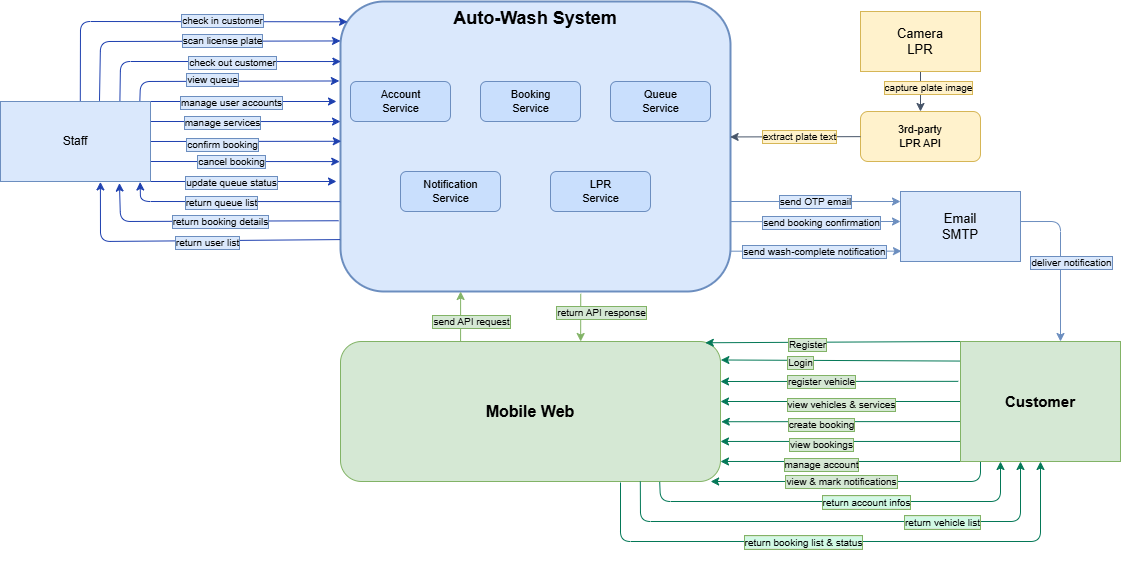 Auto-Wash System
check in customer
scan license plate
check out customer
view queue
manage user accounts
manage services
confirm booking
cancel booking
update queue status
return queue list
return booking details
return user list
Staff
Account
Service
Booking
Service
Queue
Service
Notification
Service
LPR
Service
Camera
LPR
capture plate image
3rd-party
LPR API
extract plate text
send OTP email
send booking confirmation
send wash-complete notification
Email
SMTP
deliver notification
send API request
return API response
Mobile Web
Register
Login
register vehicle
view vehicles & services
create booking
view bookings
manage account
view & mark notifications
return account infos
return vehicle list
return booking list & status
Customer